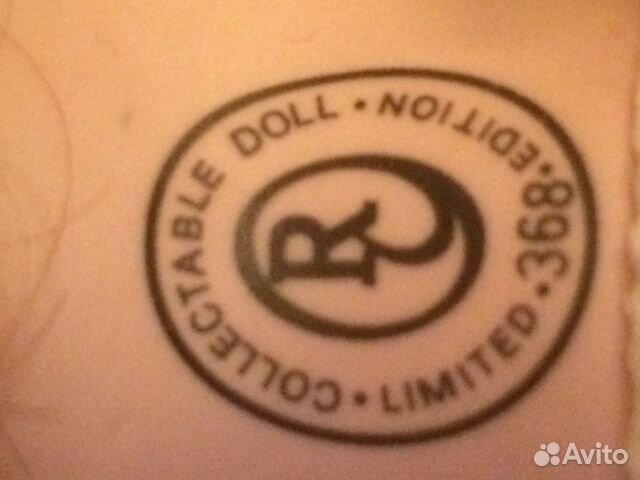 COLLECTABLE DOLL
LIMITED • 368 • EDITION
R
Avito